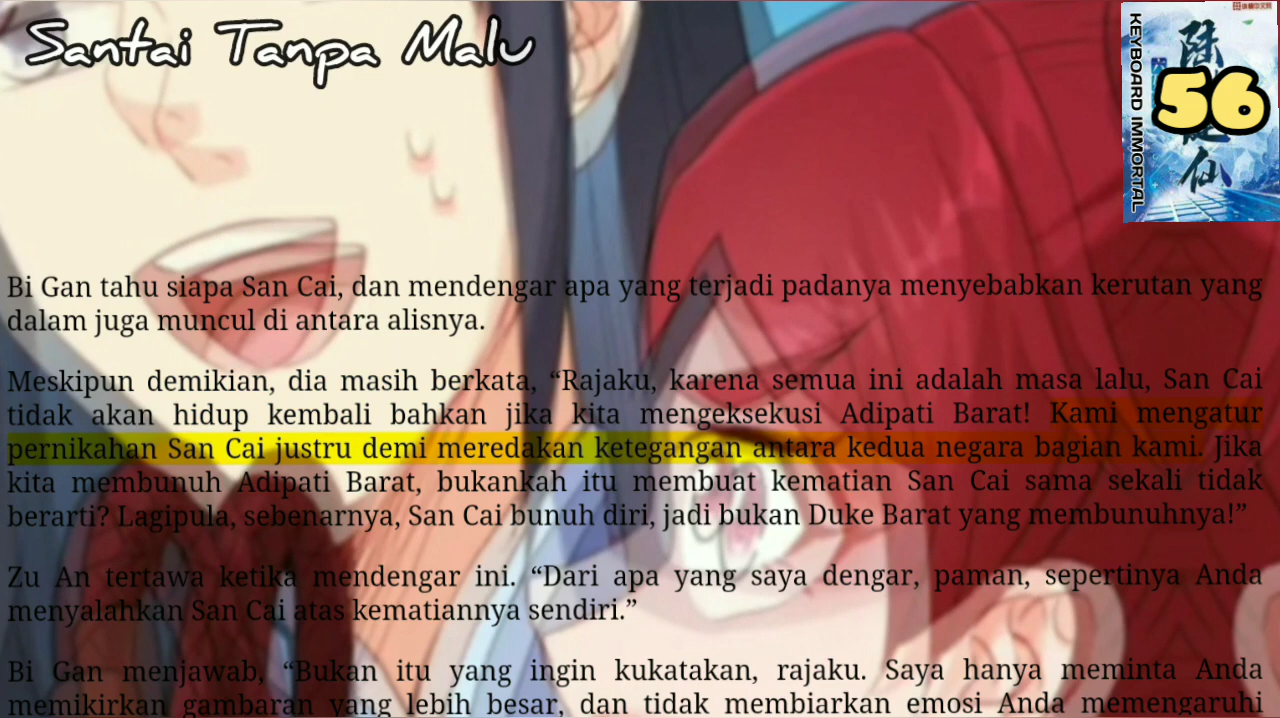 Santai Tanpa Malu
KEYBOARD IMMORTAL
56
Bi Gan tahu siapa San Cai, dan mendengar apa yang terjadi padanya menyebabkan kerutan yang
dalam juga muncul di antara alisnya.
Meskipun demikian, dia masih berkata, “Rajaku, karena semua ini adalah masa lalu, San Cai
tidak akan hidup kembali bahkan jika kita mengeksekusi Adipati Barat! Kami mengatur
pernikahan San Cai justru demi meredakan ketegangan antara kedua negara bagian kami. Jika
kita membunuh Adipati Barat, bukankah itu membuat kematian San Cai sama sekali tidak
berarti? Lagipula, sebenarnya, San Cai bunuh diri, jadi bukan Duke Barat yang membunuhnya!”
Zu An tertawa ketika mendengar ini. “Dari apa yang saya dengar, paman, sepertinya Anda
menyalahkan San Cai atas kematiannya sendiri.”
Bi Gan menjawab, “Bukan itu yang ingin kukatakan, rajaku. Saya hanya meminta Anda
memikirkan gambaran yang lebih besar, dan tidak membiarkan emosi Anda memengaruhi